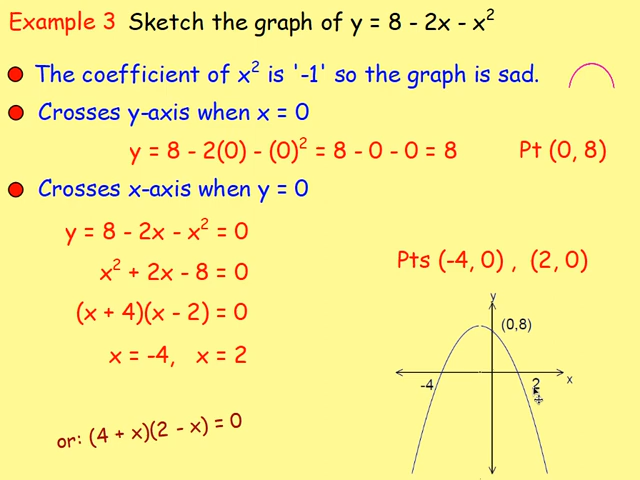 Example 3 Sketch the graph of y = 8 - 2x - x²
The coefficient of x² is '-1' so the graph is sad.
Crosses y-axis when x = 0
y = 8 - 2(0) - (0)² = 8 - 0 - 0 = 8 Pt (0, 8)
Crosses x-axis when y = 0
y = 8 - 2x - x² = 0
x² + 2x - 8 = 0
(x + 4)(x - 2) = 0
x = -4, x = 2
or: (4 + x)(2 - x) = 0
Pts (-4, 0) , (2, 0)
y
(0,8)
-4 2 x